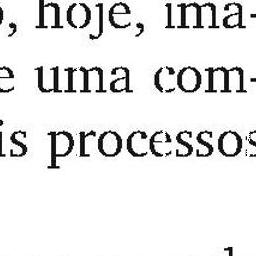 , hoje, ima-
e uma com-
is processos